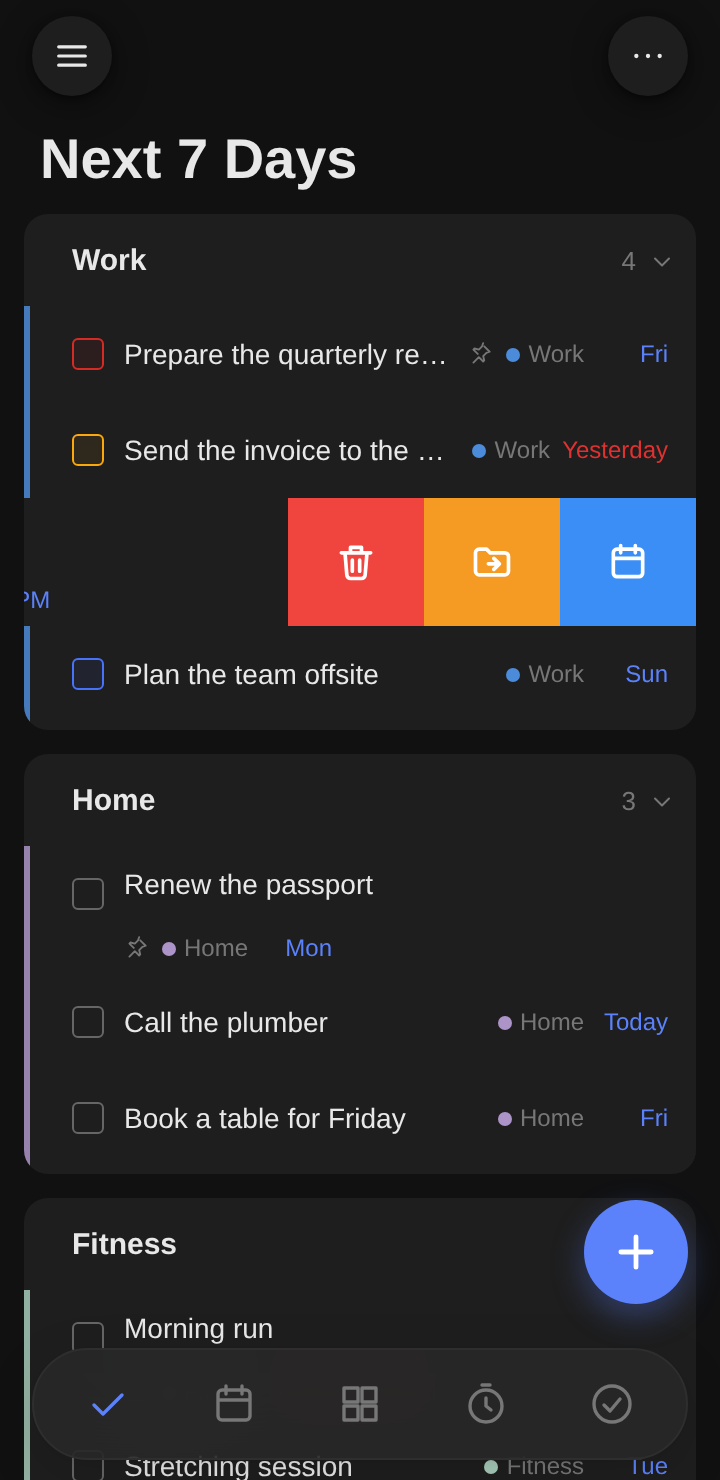 Next 7 Days
Work 4
Prepare the quarterly re… Work Fri
Send the invoice to the … Work Yesterday
PM
Plan the team offsite Work Sun
Home 3
Renew the passport
Home Mon
Call the plumber Home Today
Book a table for Friday Home Fri
Fitness
Morning run
Stretching session Fitness Tue